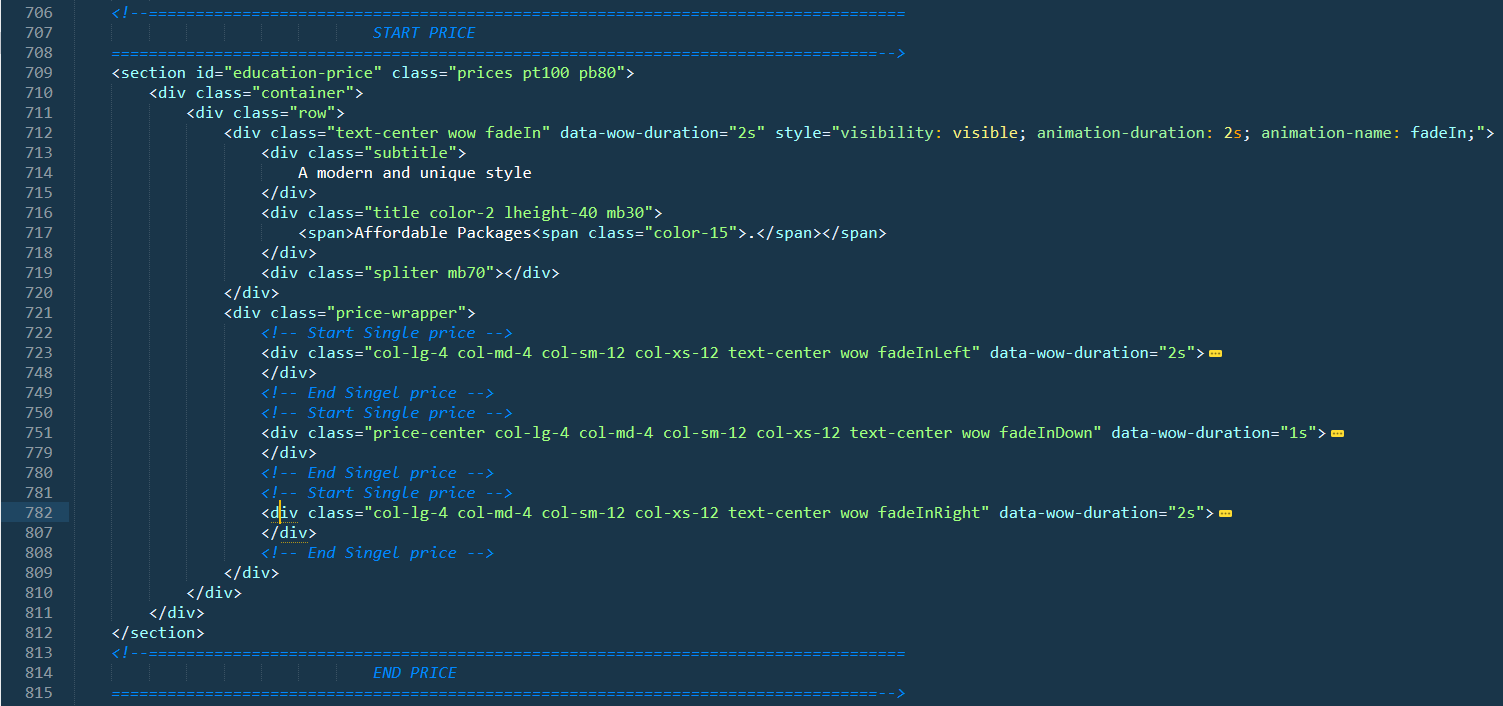 706 <!--=================================================================================
707 START PRICE
708 ==================================================================================-->
709 <section id="education-price" class="prices pt100 pb80">
710 <div class="container">
711 <div class="row">
712 <div class="text-center wow fadeIn" data-wow-duration="2s" style="visibility: visible; animation-duration: 2s; animation-name: fadeIn;">
713 <div class="subtitle">
714 A modern and unique style
715 </div>
716 <div class="title color-2 lheight-40 mb30">
717 <span>Affordable Packages<span class="color-15">.</span></span>
718 </div>
719 <div class="spliter mb70"></div>
720 </div>
721 <div class="price-wrapper">
722 <!-- Start Single price -->
723 <div class="col-lg-4 col-md-4 col-sm-12 col-xs-12 text-center wow fadeInLeft" data-wow-duration="2s">
748 </div>
749 <!-- End Singel price -->
750 <!-- Start Single price -->
751 <div class="price-center col-lg-4 col-md-4 col-sm-12 col-xs-12 text-center wow fadeInDown" data-wow-duration="1s">
779 </div>
780 <!-- End Singel price -->
781 <!-- Start Single price -->
782 <div class="col-lg-4 col-md-4 col-sm-12 col-xs-12 text-center wow fadeInRight" data-wow-duration="2s">
807 </div>
808 <!-- End Singel price -->
809 </div>
810 </div>
811 </div>
812 </section>
813 <!--=================================================================================
814 END PRICE
815 ==================================================================================-->